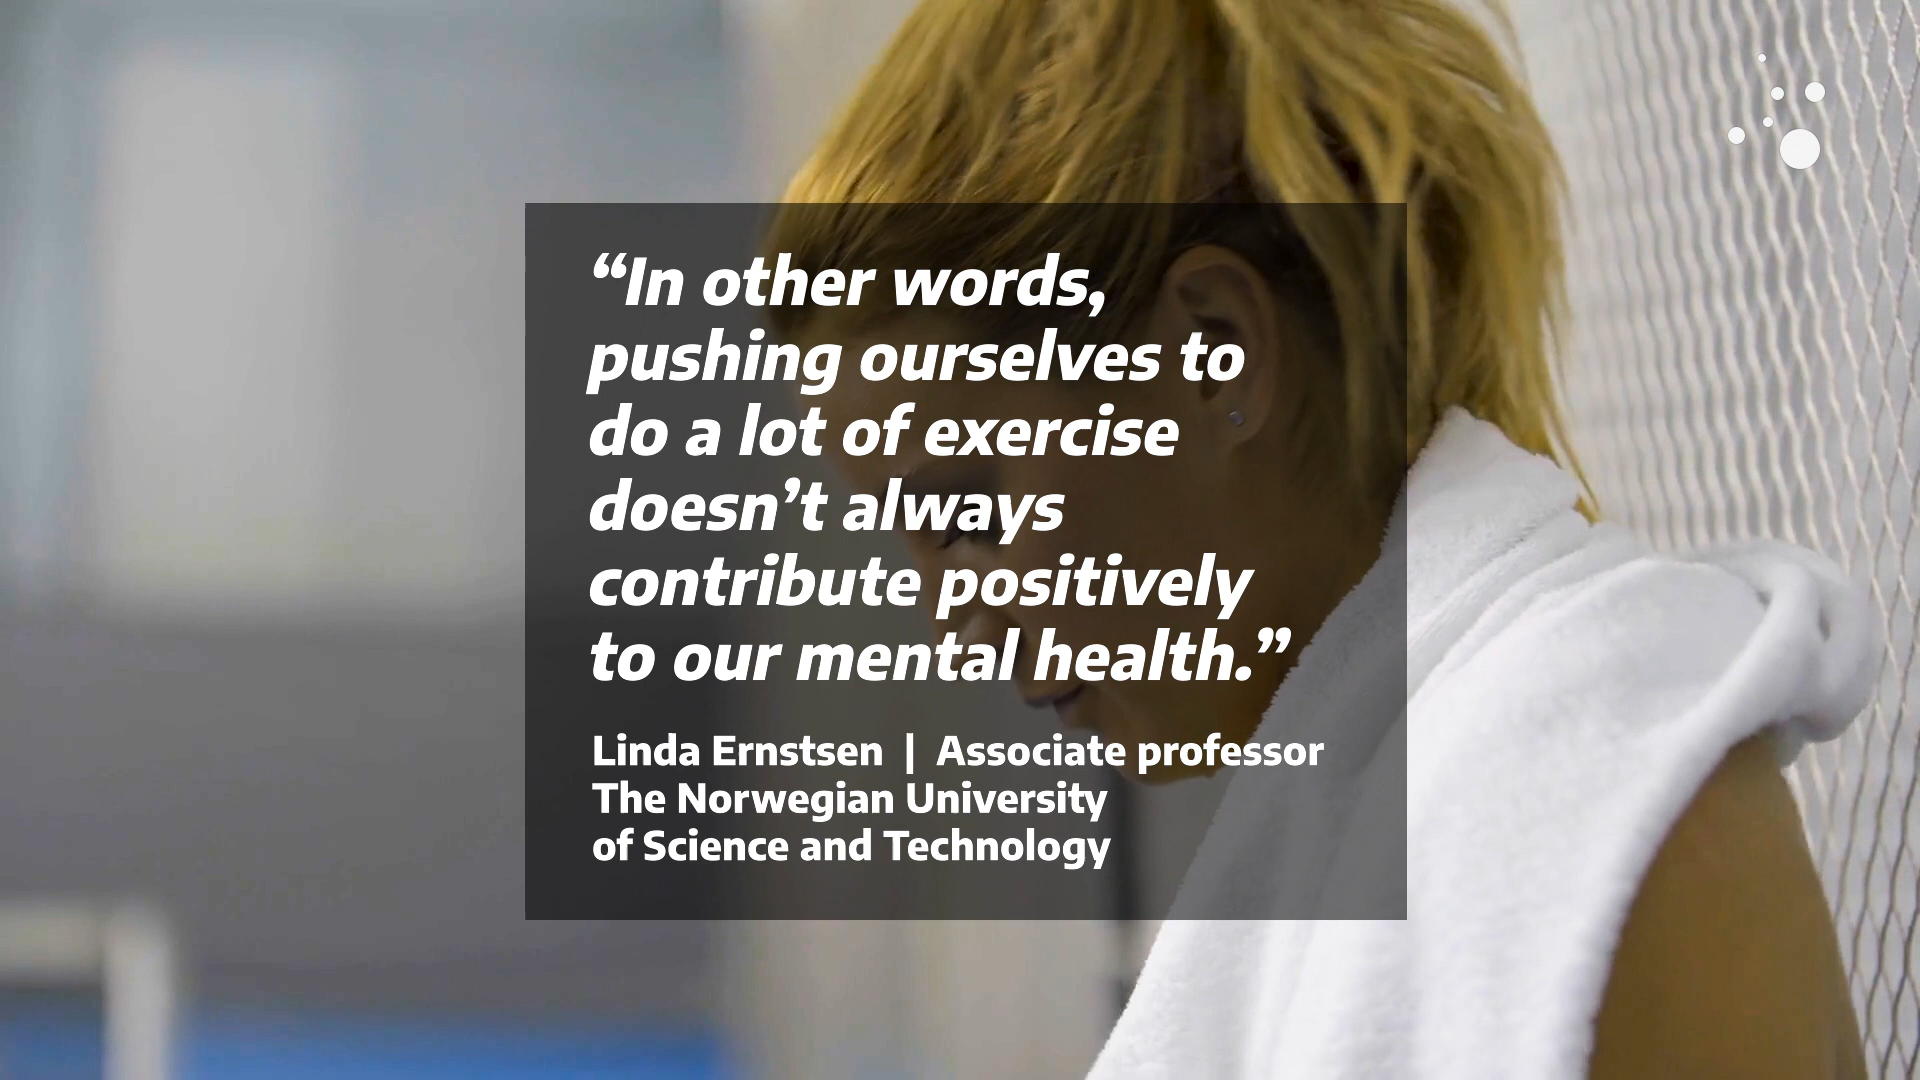 “In other words,
pushing ourselves to
do a lot of exercise
doesn’t always
contribute positively
to our mental health.”
Linda Ernstsen | Associate professor
The Norwegian University
of Science and Technology